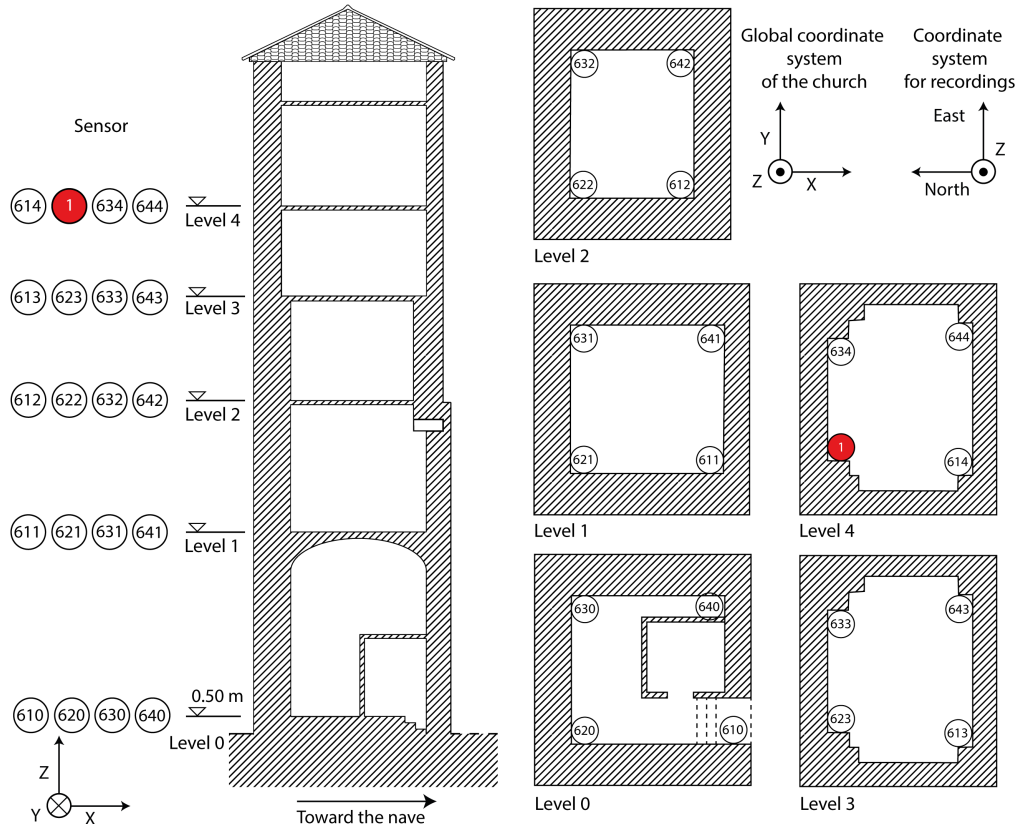 Sensor
614 1 634 644
Level 4
613 623 633 643
Level 3
612 622 632 642
Level 2
611 621 631 641
Level 1
0.50 m
610 620 630 640
Level 0
Z
Y X
Toward the nave
632 642
622 612
Level 2
Global coordinate
system
of the church
Y
Z X
Coordinate
system
for recordings
East
Z
North
631 641
621 611
Level 1
634 644
1 614
Level 4
630 640
620 610
Level 0
633 643
623 613
Level 3